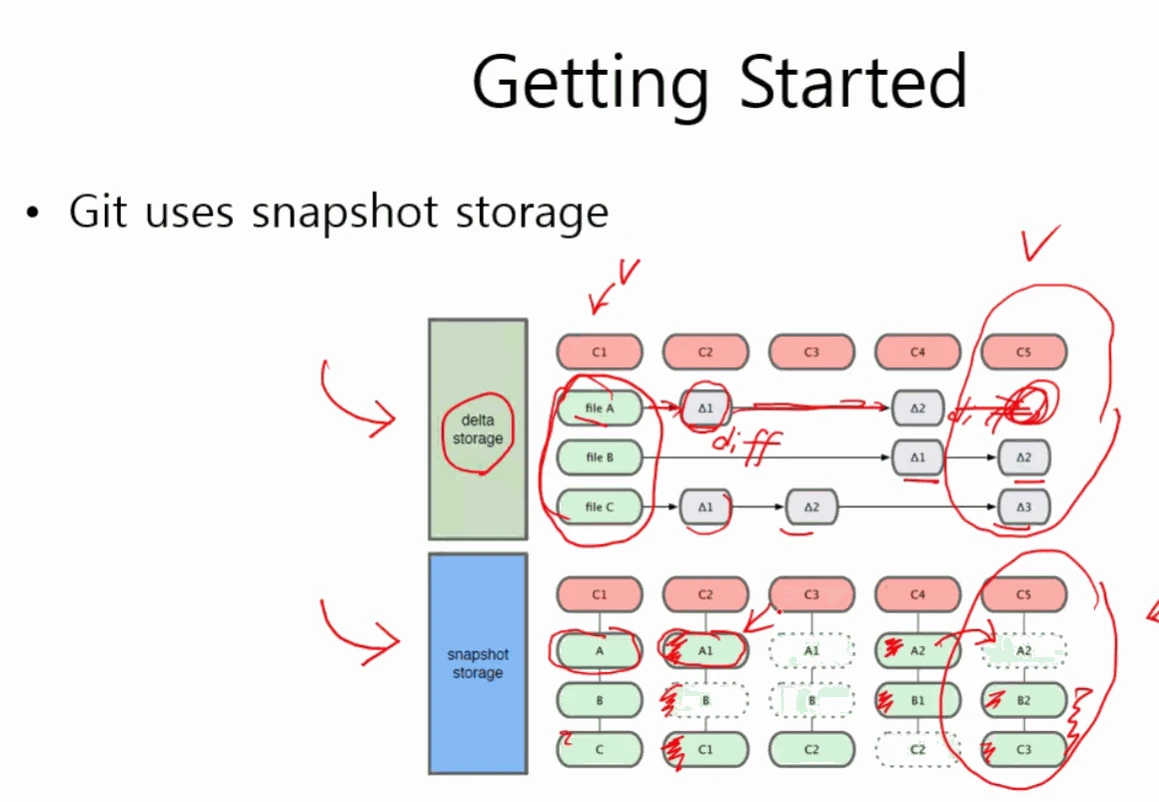 Getting Started
• Git uses snapshot storage
V
V
delta
storage
C1 C2 C3 C4 C5
file A Δ1 Δ2
diff
file B Δ1 Δ2
file C Δ1 Δ2 Δ3
snapshot
storage
C1 C2 C3 C4 C5
A A1 A1 A2 A2
B B B B1 B2
C C1 C2 C2 C3